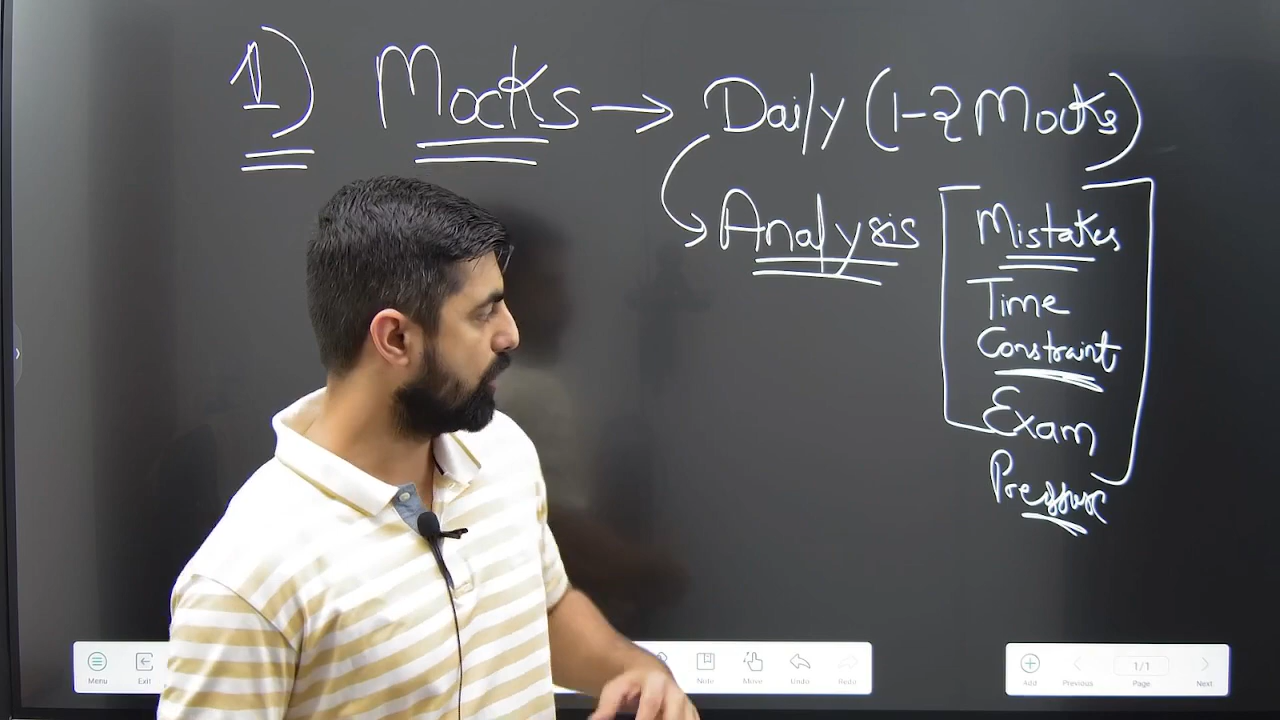 1) Mocks → Daily (1-2 Mocks)
Analysis
Mistakes
Time
Constraint
Exam
Pressure
Menu
Exit
Note
Move
Undo
Redo
Add
Previous
1/1
Page
Next